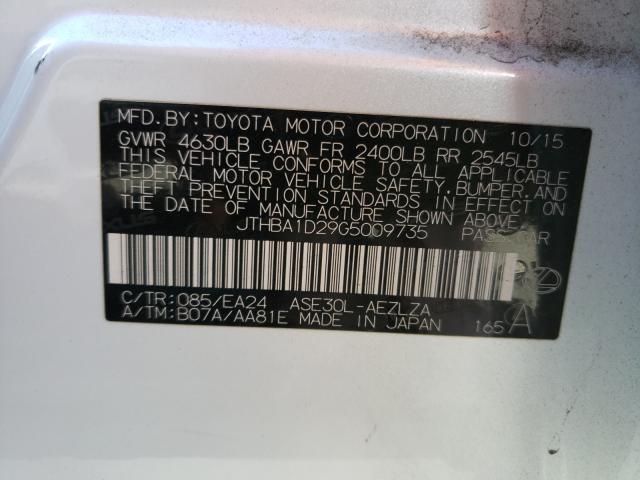 MFD.BY:TOYOTA MOTOR CORPORATION 10/15
GVWR 4630LB GAWR FR 2400LB RR 2545LB
THIS VEHICLE CONFORMS TO ALL APPLICABLE
FEDERAL MOTOR VEHICLE SAFETY,BUMPER,AND
THEFT PREVENTION STANDARDS IN EFFECT ON
THE DATE OF MANUFACTURE SHOWN ABOVE.
JTHBA1D29G5009735 PASS.CAR
C/TR:085/EA24 ASE30L-AEZLZA
A/TM:B07A/AA81E MADE IN JAPAN 165 A